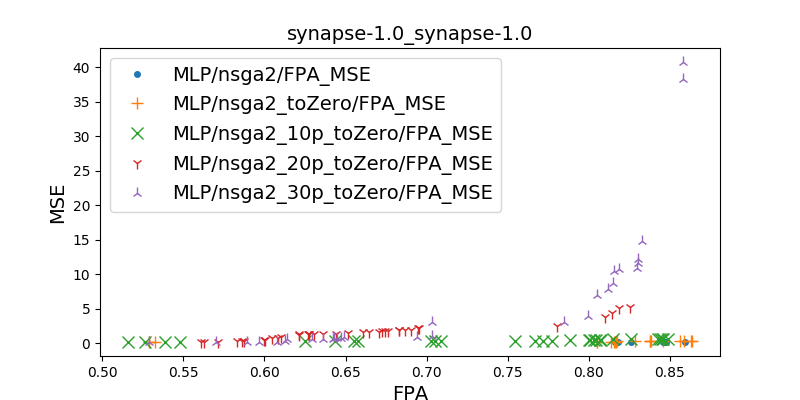 synapse-1.0_synapse-1.0
MLP/nsga2/FPA_MSE
MLP/nsga2_toZero/FPA_MSE
MLP/nsga2_10p_toZero/FPA_MSE
MLP/nsga2_20p_toZero/FPA_MSE
MLP/nsga2_30p_toZero/FPA_MSE
MSE
40
35
30
25
20
15
10
5
0
0.50 0.55 0.60 0.65 0.70 0.75 0.80 0.85
FPA